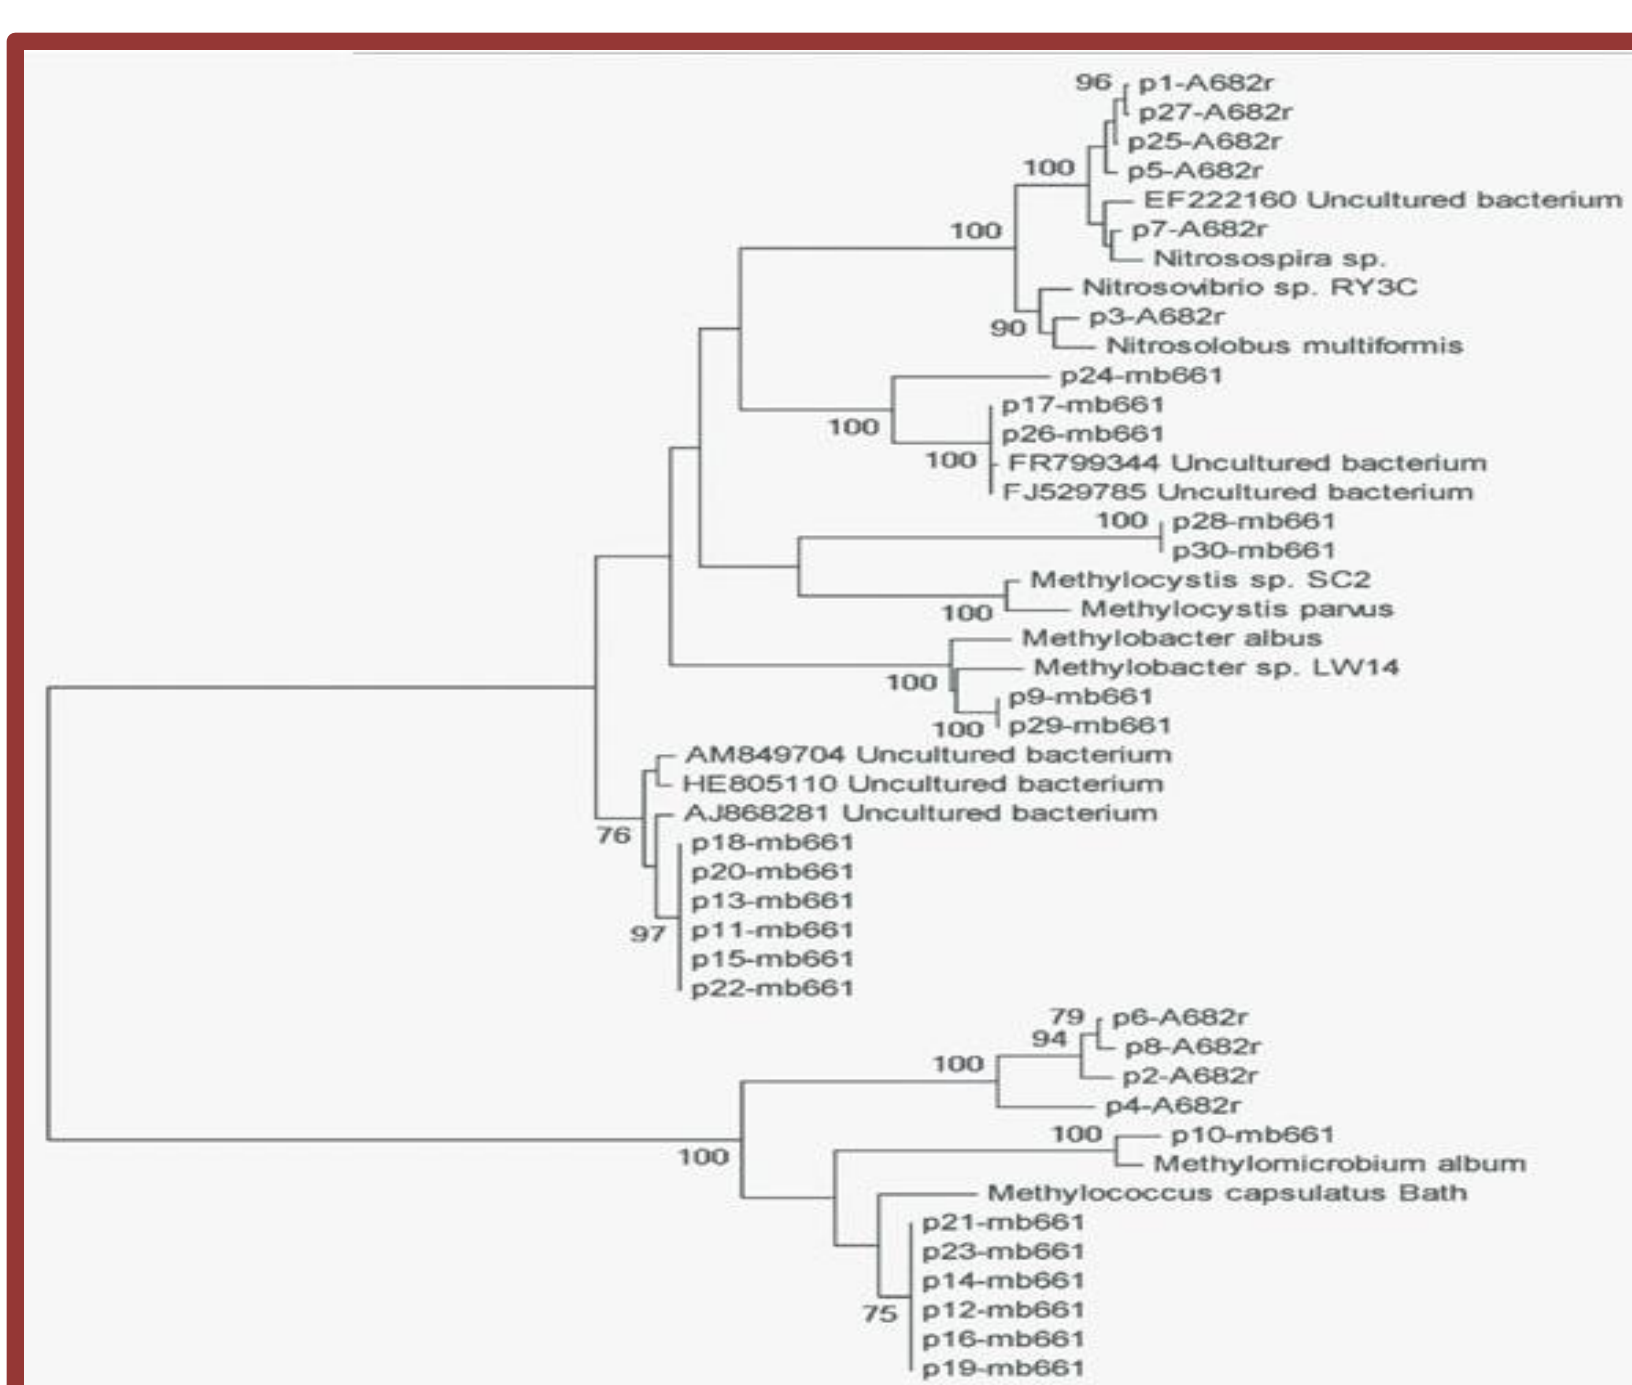 96 p1-A682r
p27-A682r
p25-A682r
100 p5-A682r
EF222160 Uncultured bacterium
100 p7-A682r
Nitrosospira sp.
Nitrosovibrio sp. RY3C
90 p3-A682r
Nitrosolobus multiformis
p24-mb661
p17-mb661
100 p26-mb661
100 FR799344 Uncultured bacterium
FJ529785 Uncultured bacterium
100 p28-mb661
p30-mb661
Methylocystis sp. SC2
100 Methylocystis parvus
Methylobacter albus
Methylobacter sp. LW14
100 p9-mb661
100 p29-mb661
AM849704 Uncultured bacterium
HE805110 Uncultured bacterium
AJ868281 Uncultured bacterium
76 p18-mb661
p20-mb661
p13-mb661
97 p11-mb661
p15-mb661
p22-mb661
79 p6-A682r
94 p8-A682r
100 p2-A682r
p4-A682r
100 p10-mb661
100 Methylomicrobium album
Methylococcus capsulatus Bath
p21-mb661
p23-mb661
p14-mb661
75 p12-mb661
p16-mb661
p19-mb661